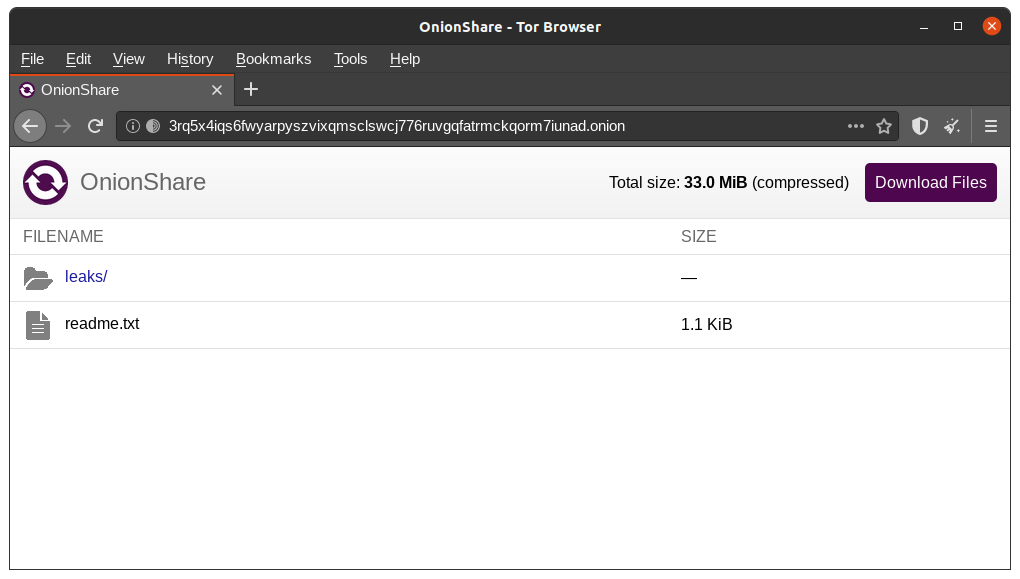 OnionShare - Tor Browser
File Edit View History Bookmarks Tools Help
OnionShare
3rq5x4iqs6fwyarpyszvixqmsclswcj776ruvgqfatrmckqorm7iunad.onion
OnionShare Total size: 33.0 MiB (compressed) Download Files
FILENAME SIZE
leaks/ —
readme.txt 1.1 KiB